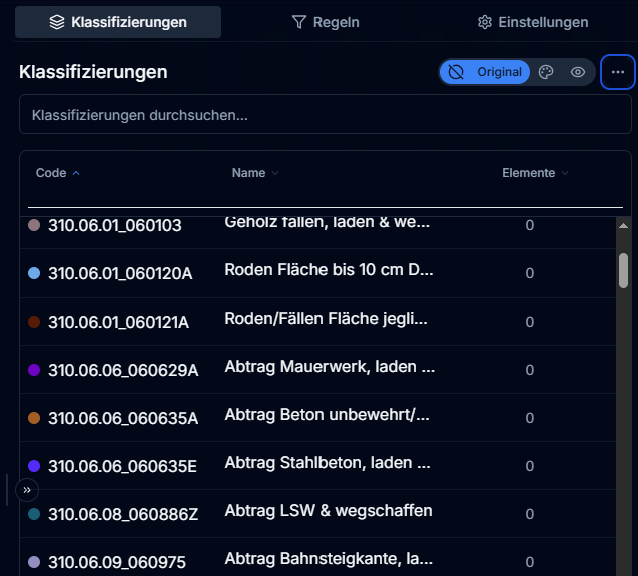 Klassifizierungen Regeln Einstellungen
Klassifizierungen Original ...
Klassifizierungen durchsuchen...
Code Name Elemente
310.06.01_060103 Geholz fällen, laden & we... 0
310.06.01_060120A Roden Fläche bis 10 cm D... 0
310.06.01_060121A Roden/Fällen Fläche jegli... 0
310.06.06_060629A Abtrag Mauerwerk, laden ... 0
310.06.06_060635A Abtrag Beton unbewehrt/... 0
310.06.06_060635E Abtrag Stahlbeton, laden ... 0
310.06.08_060886Z Abtrag LSW & wegschaffen 0
310.06.09_060975 Abtrag Bahnsteigkante, la... 0